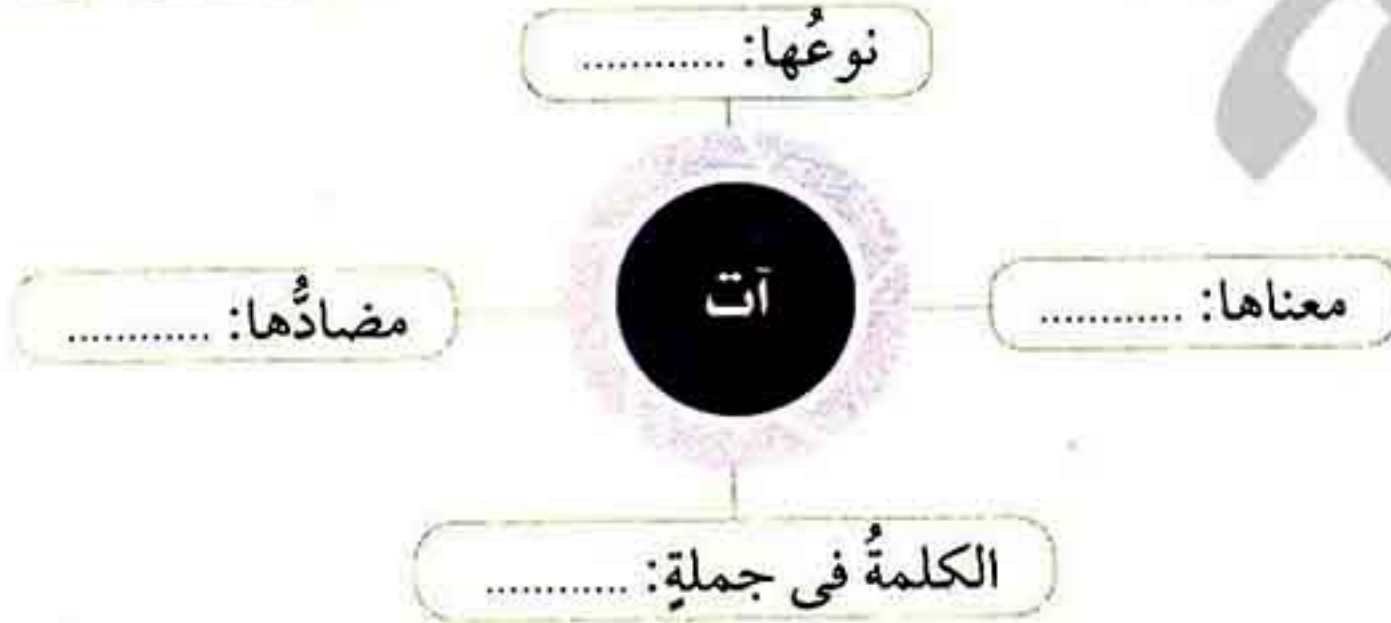 نوعُها: ............
معناها: ............
آت
مضادُّها: ............
الكلمةُ فى جملةٍ: ............